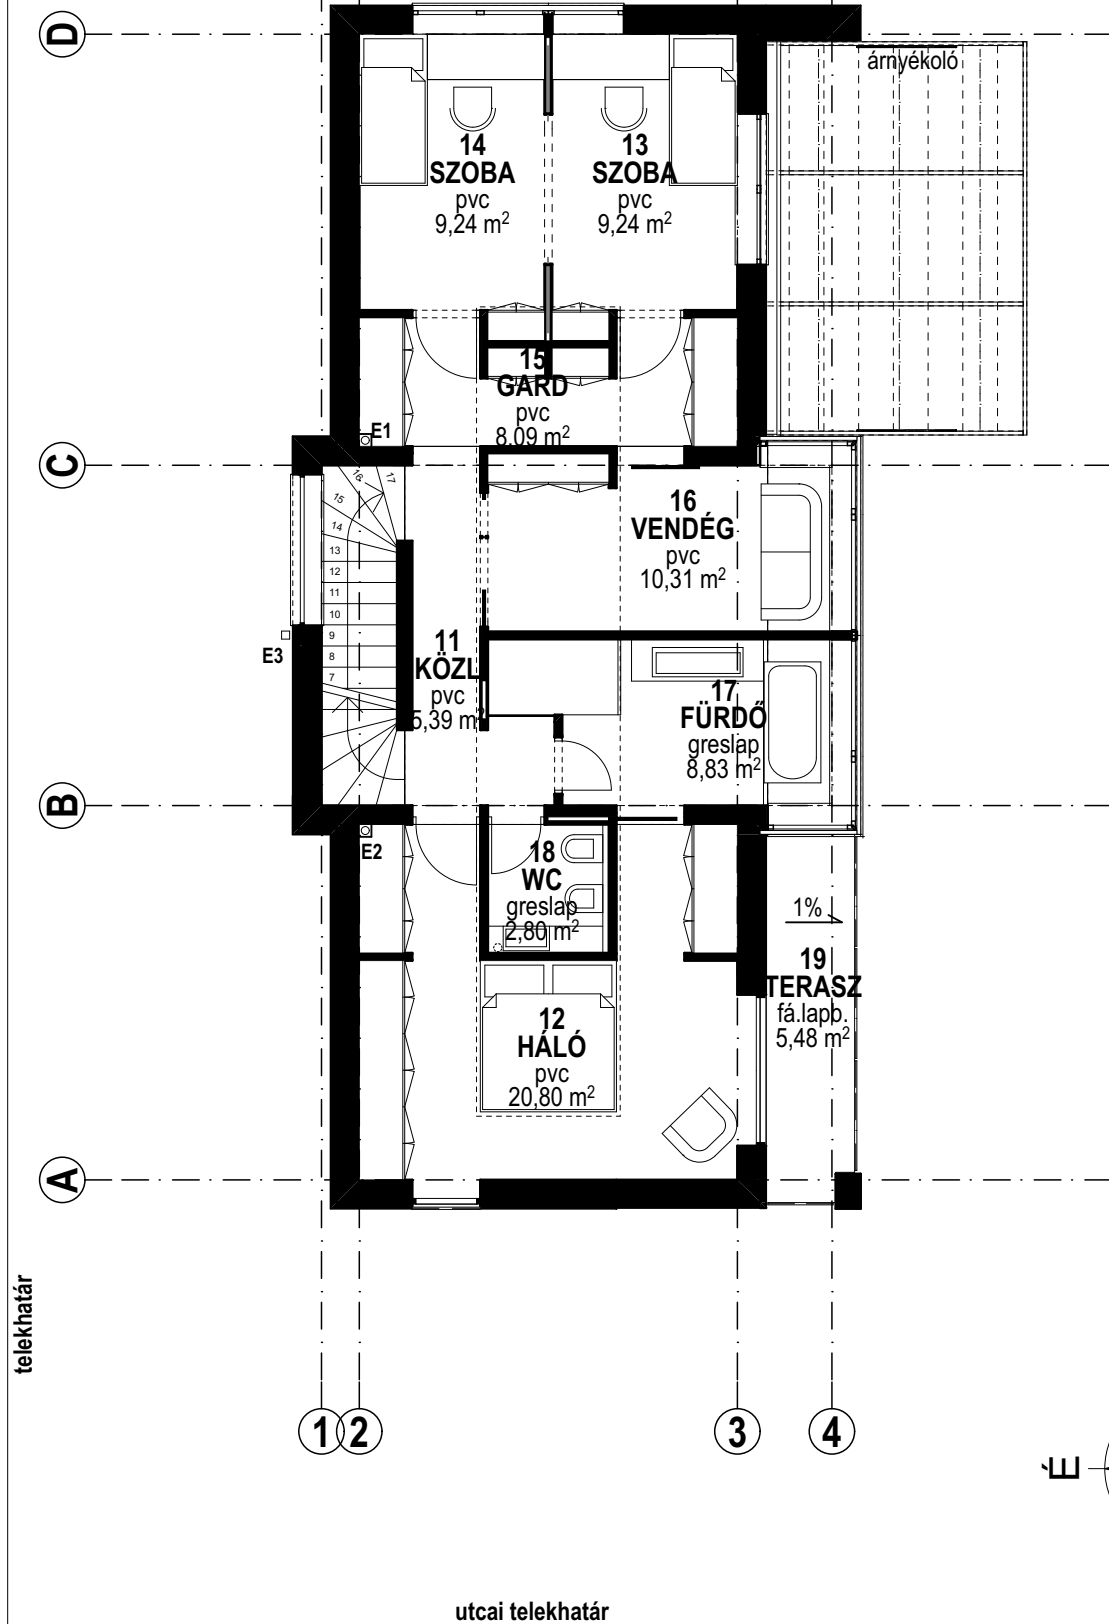 D
árnyékoló
14
SZOBA
pvc
9,24 m²
13
SZOBA
pvc
9,24 m²
15
GARD
pvc
8,09 m²
E1
C
17
16
15
14
13
12
11
10
9
8
7
16
VENDÉG
pvc
10,31 m²
E3
11
KÖZL
pvc
5,39 m²
17
FÜRDŐ
greslap
8,83 m²
B
E2
18
WC
greslap
2,80 m²
1%
19
TERASZ
fá.lapb.
5,48 m²
12
HÁLÓ
pvc
20,80 m²
A
telekhatár
1
2
3
4
É
utcai telekhatár